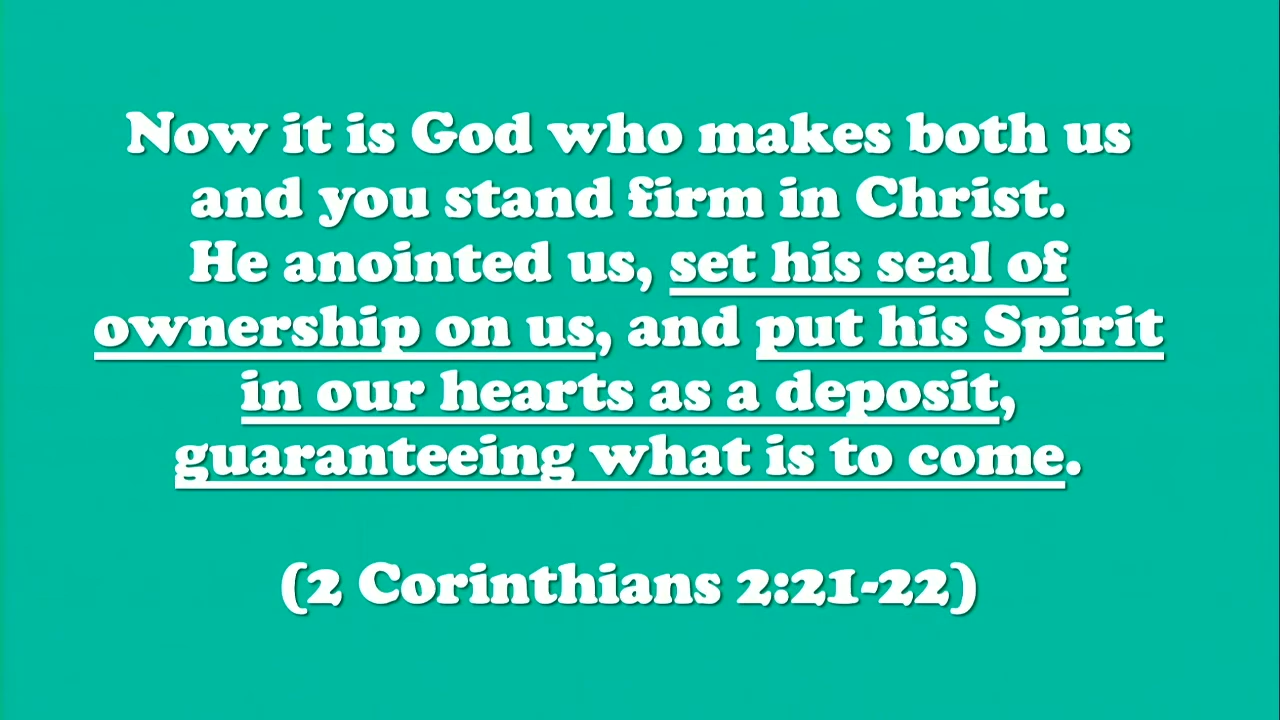 Now it is God who makes both us
and you stand firm in Christ.
He anointed us, set his seal of
ownership on us, and put his Spirit
in our hearts as a deposit,
guaranteeing what is to come.
(2 Corinthians 2:21-22)